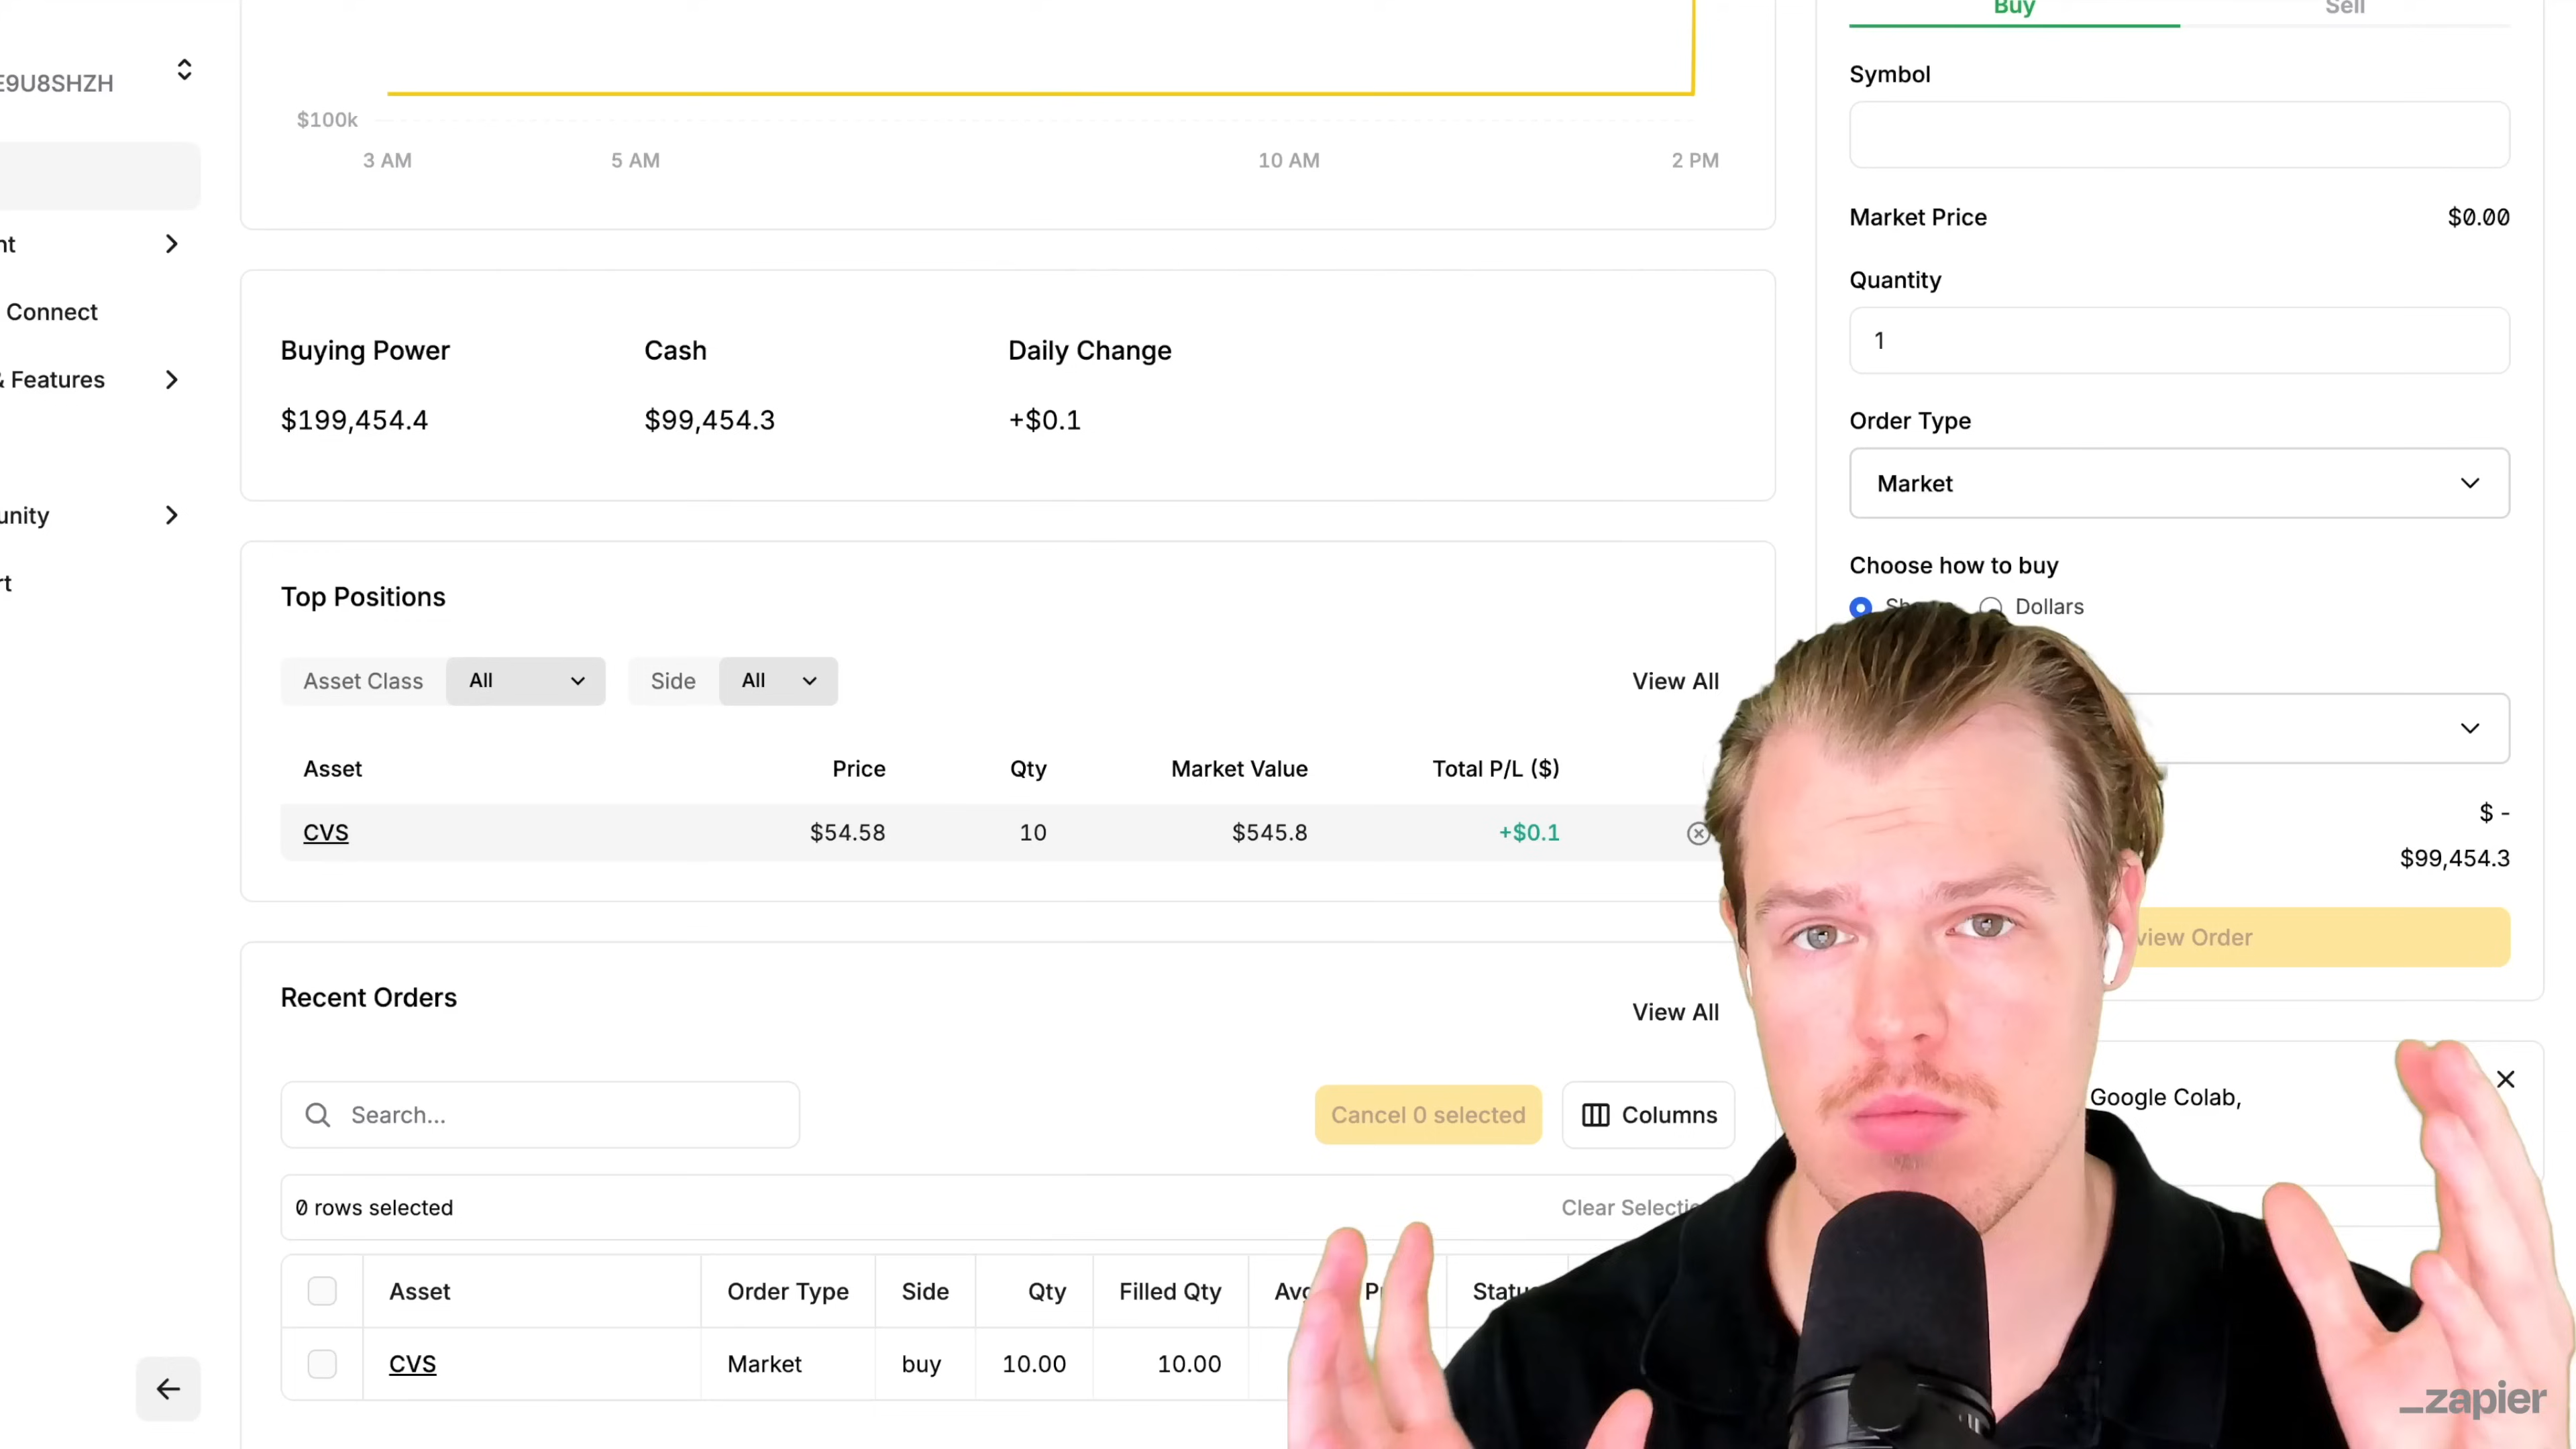 Buy Sell
E9U8SHZH
Symbol
$100k
3 AM 5 AM 10 AM 2 PM
Market Price $0.00
nt
Quantity
Connect
1
Buying Power Cash Daily Change
& Features
$199,454.4 $99,454.3 +$0.1
Order Type
Market
unity
Choose how to buy
Dollars
rt
Top Positions
Asset Class All Side All View All
Asset Price Qty Market Value Total P/L ($)
CVS $54.58 10 $545.8 +$0.1
$ -
$99,454.3
view Order
Recent Orders
View All
Google Colab,
Search...
Cancel 0 selected Columns
0 rows selected Clear Selectio
Asset Order Type Side Qty Filled Qty Avg P Statu
CVS Market buy 10.00 10.00
_zapier